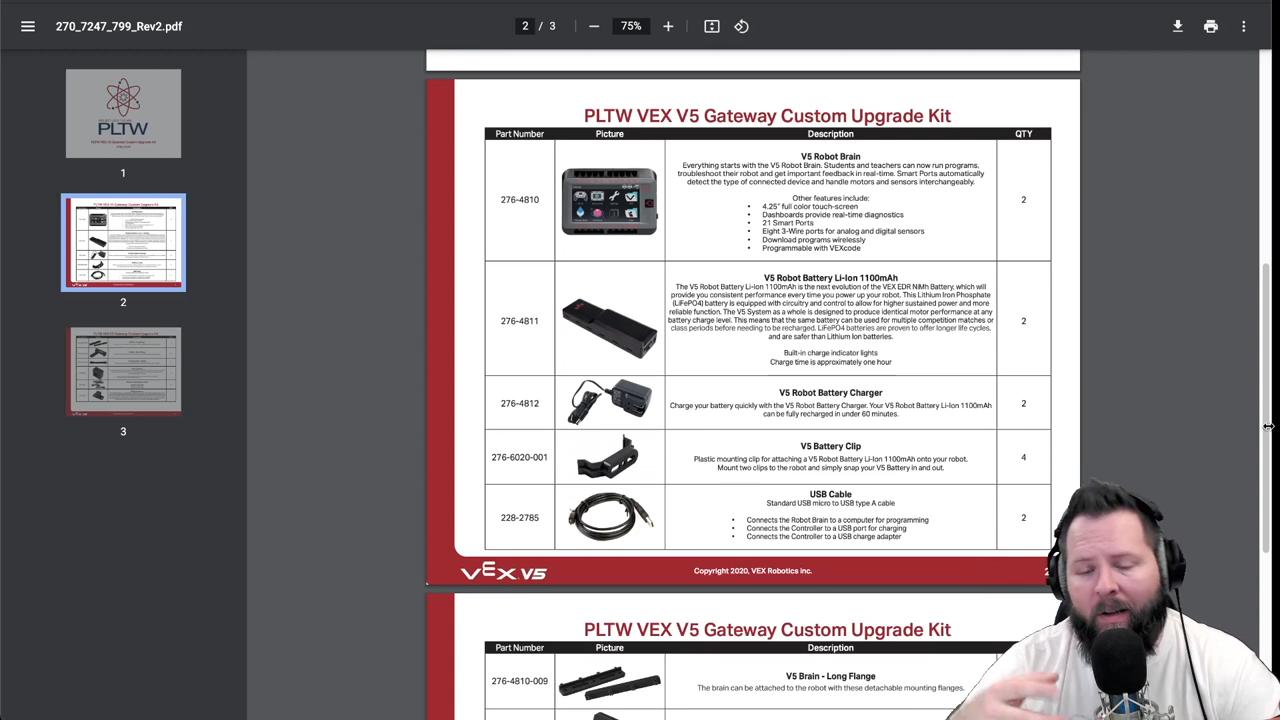 270_7247_799_Rev2.pdf
2 / 3
75%
PLTW
1
2
3
PLTW VEX V5 Gateway Custom Upgrade Kit
Part Number Picture Description QTY
276-4810
V5 Robot Brain
Everything starts with the V5 Robot Brain. Students and teachers can now run programs,
troubleshoot their robot and get important feedback in real-time. Smart Ports automatically
detect the type of connected device and handle motors and sensors interchangeably.
Other features include:
• 4.25" full color touch-screen
• Dashboards provide real-time diagnostics
• 21 Smart Ports
• Eight 3-Wire ports for analog and digital sensors
• Download programs wirelessly
• Programmable with VEXcode
2
276-4811
V5 Robot Battery Li-Ion 1100mAh
The V5 Robot Battery Li-Ion 1100mAh is the next evolution of the VEX EDR NiMh Battery, which will
provide you consistent performance every time you power up your robot. This Lithium Iron Phosphate
(LiFePO4) battery is equipped with circuitry and control to allow for higher sustained power and more
reliable function. The V5 System as a whole is designed to produce identical motor performance at any
battery charge level. This means that the same battery can be used for multiple competition matches or
class periods before needing to be recharged. LiFePO4 batteries are proven to offer longer life cycles,
and are safer than Lithium Ion batteries.
Built-in charge indicator lights
Charge time is approximately one hour
2
276-4812
V5 Robot Battery Charger
Charge your battery quickly with the V5 Robot Battery Charger. Your V5 Robot Battery Li-Ion 1100mAh
can be fully recharged in under 60 minutes.
2
276-6020-001
V5 Battery Clip
Plastic mounting clip for attaching a V5 Robot Battery Li-Ion 1100mAh onto your robot.
Mount two clips to the robot and simply snap your V5 Battery in and out.
4
228-2785
USB Cable
Standard USB micro to USB type A cable
• Connects the Robot Brain to a computer for programming
• Connects the Controller to a USB port for charging
• Connects the Controller to a USB charge adapter
2
VEX V5
Copyright 2020, VEX Robotics inc.
2
PLTW VEX V5 Gateway Custom Upgrade Kit
Part Number Picture Description
276-4810-009
V5 Brain - Long Flange
The brain can be attached to the robot with these detachable mounting flanges.